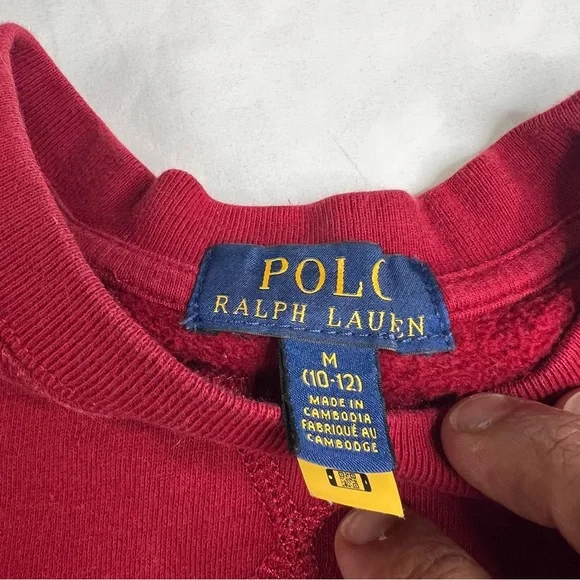 POLO
RALPH LAUREN
M
(10-12)
MADE IN
CAMBODIA
FABRIQUÉ AU
CAMBODGE